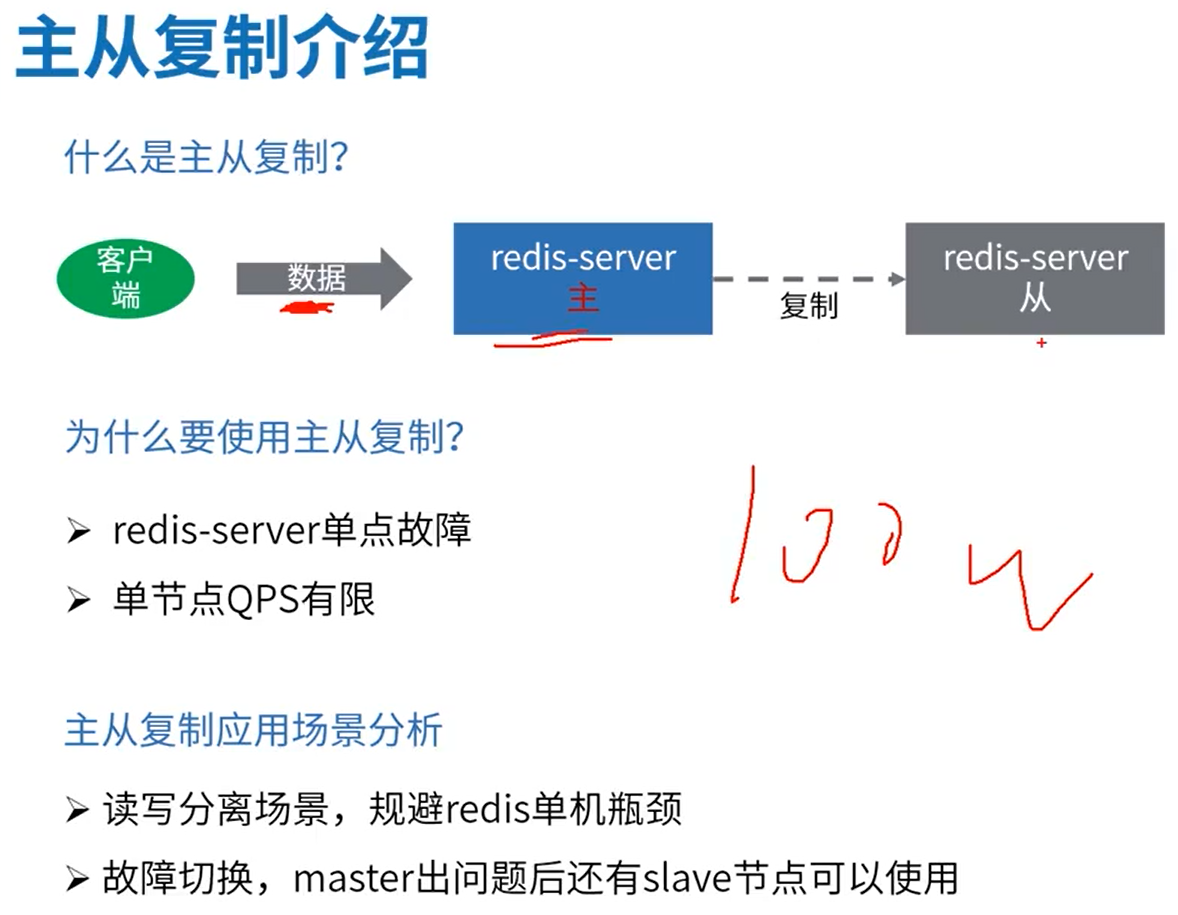 主从复制介绍
什么是主从复制？
客户
端
数据
redis-server
主
复制
redis-server
从
为什么要使用主从复制？
➢ redis-server单点故障
➢ 单节点QPS有限
100w
主从复制应用场景分析
➢ 读写分离场景，规避redis单机瓶颈
➢ 故障切换，master出问题后还有slave节点可以使用